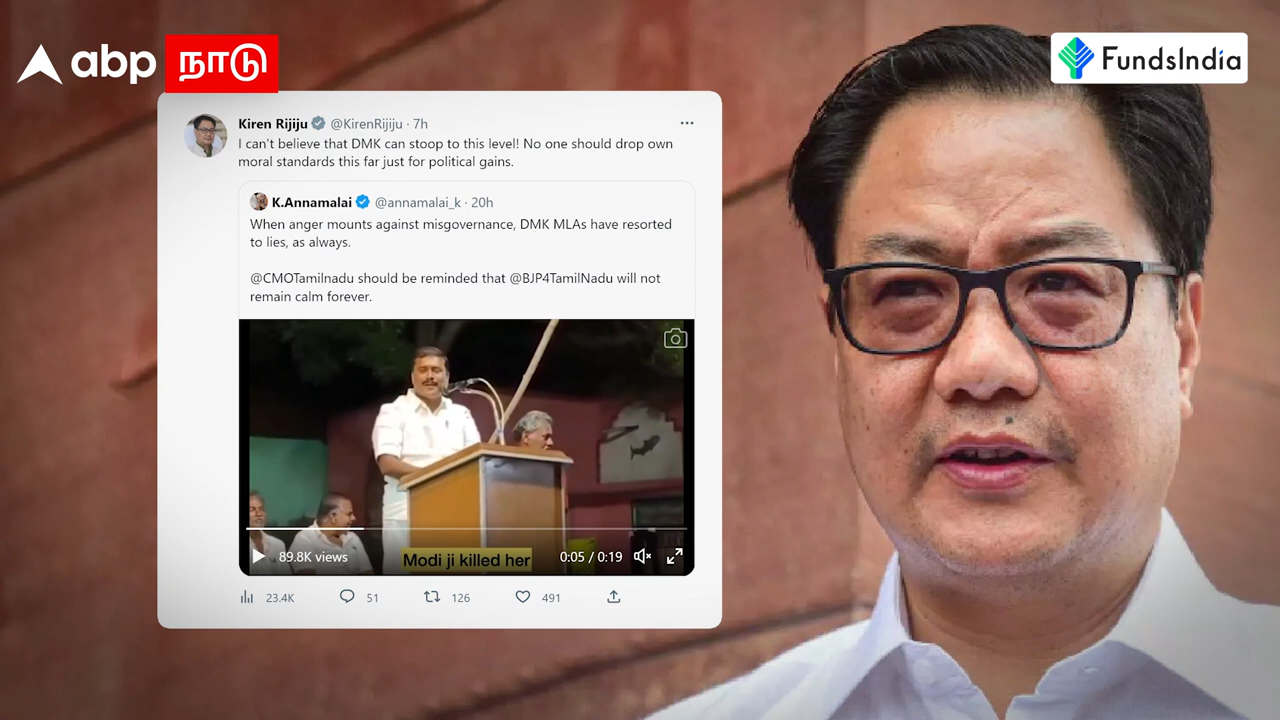 abp நாடு
FundsIndia
Kiren Rijiju @KirenRijiju · 7h
I can't believe that DMK can stoop to this level! No one should drop own
moral standards this far just for political gains.
K.Annamalai @annamalai_k · 20h
When anger mounts against misgovernance, DMK MLAs have resorted
to lies, as always.
@CMOTamilnadu should be reminded that @BJP4TamilNadu will not
remain calm forever.
89.8K views
Modi ji killed her
0:05 / 0:19
23.4K 51 126 491